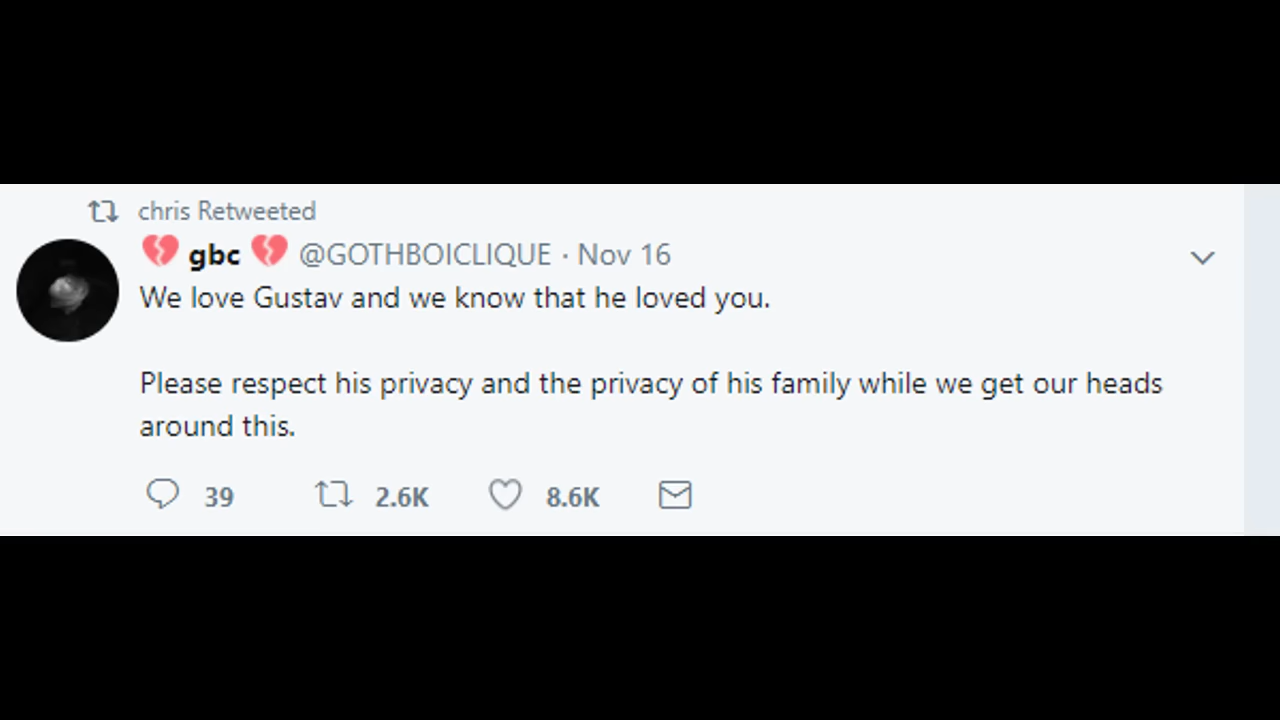 chris Retweeted
💔 gbc 💔 @GOTHBOICLIQUE · Nov 16
We love Gustav and we know that he loved you.
Please respect his privacy and the privacy of his family while we get our heads
around this.
39 2.6K 8.6K